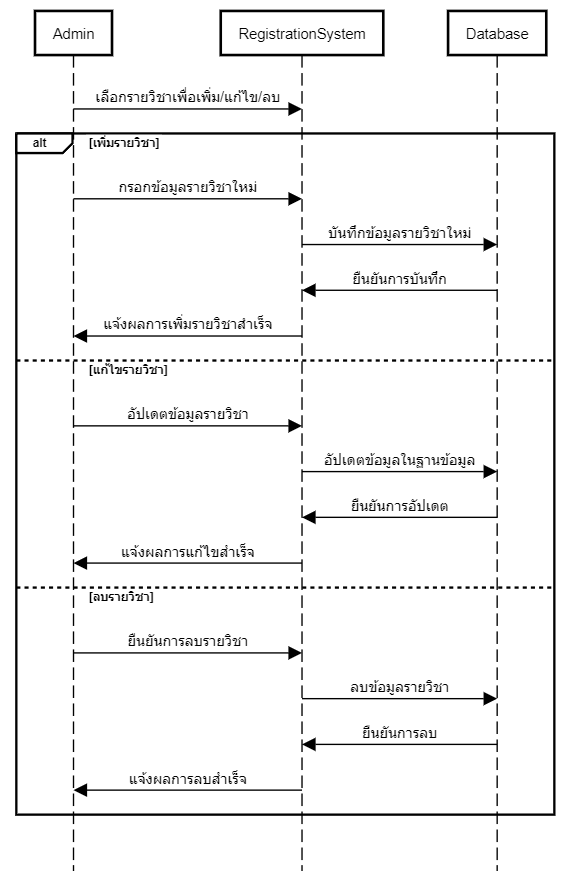 Admin
RegistrationSystem
Database
เลือกรายวิชาเพื่อเพิ่ม/แก้ไข/ลบ
alt
[เพิ่มรายวิชา]
กรอกข้อมูลรายวิชาใหม่
บันทึกข้อมูลรายวิชาใหม่
ยืนยันการบันทึก
แจ้งผลการเพิ่มรายวิชาสำเร็จ
[แก้ไขรายวิชา]
อัปเดตข้อมูลรายวิชา
อัปเดตข้อมูลในฐานข้อมูล
ยืนยันการอัปเดต
แจ้งผลการแก้ไขสำเร็จ
[ลบรายวิชา]
ยืนยันการลบรายวิชา
ลบข้อมูลรายวิชา
ยืนยันการลบ
แจ้งผลการลบสำเร็จ